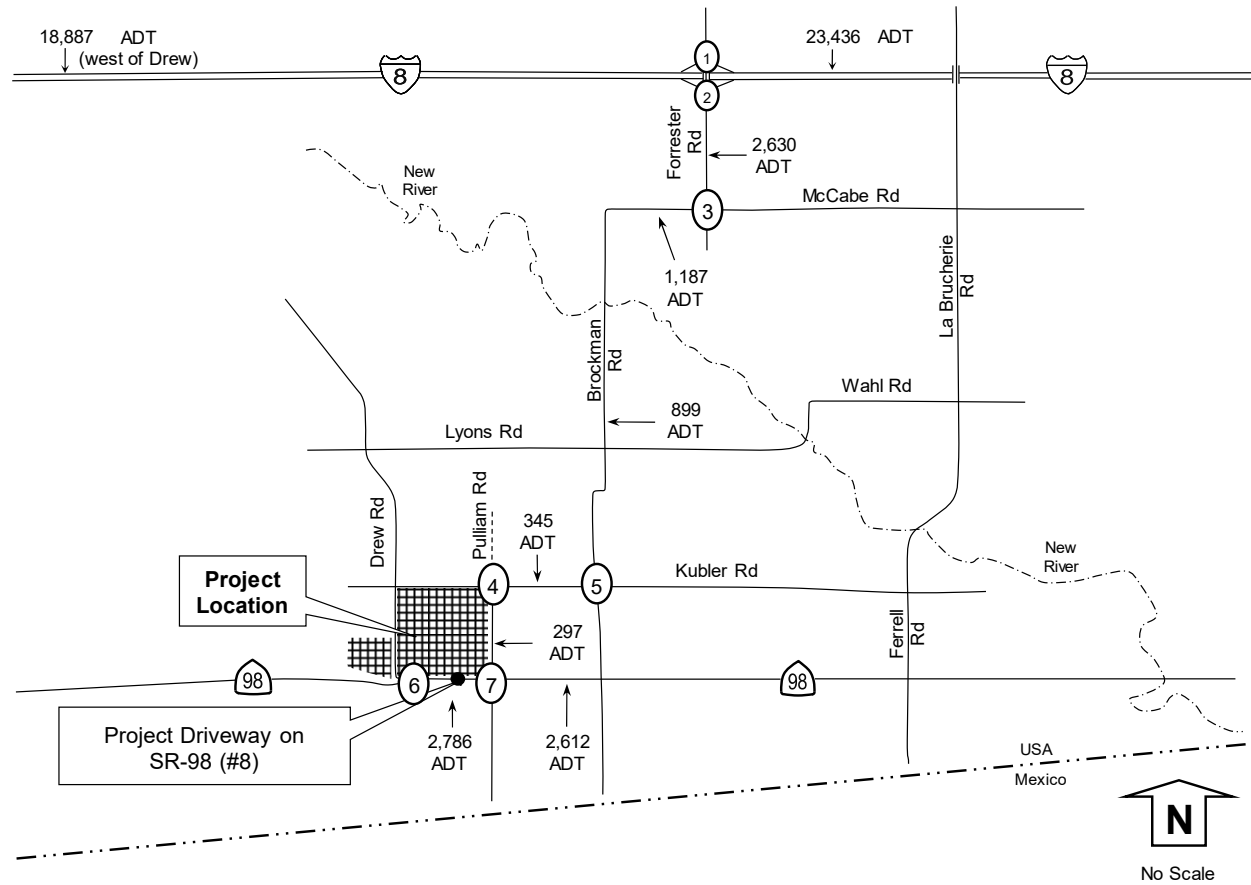 18,887 ADT
(west of Drew)
23,436 ADT
8
1
8
2
Forrester
Rd
2,630
ADT
New
River
McCabe Rd
3
1,187
ADT
La Brucherie
Rd
Brockman
Rd
Wahl Rd
899
ADT
Lyons Rd
Pulliam Rd
Drew Rd
345
ADT
New
River
Project
Location
4
5
Kubler Rd
297
ADT
Ferrell
Rd
98
6
7
98
Project Driveway on
SR-98 (#8)
2,786
ADT
2,612
ADT
USA
Mexico
N
No Scale